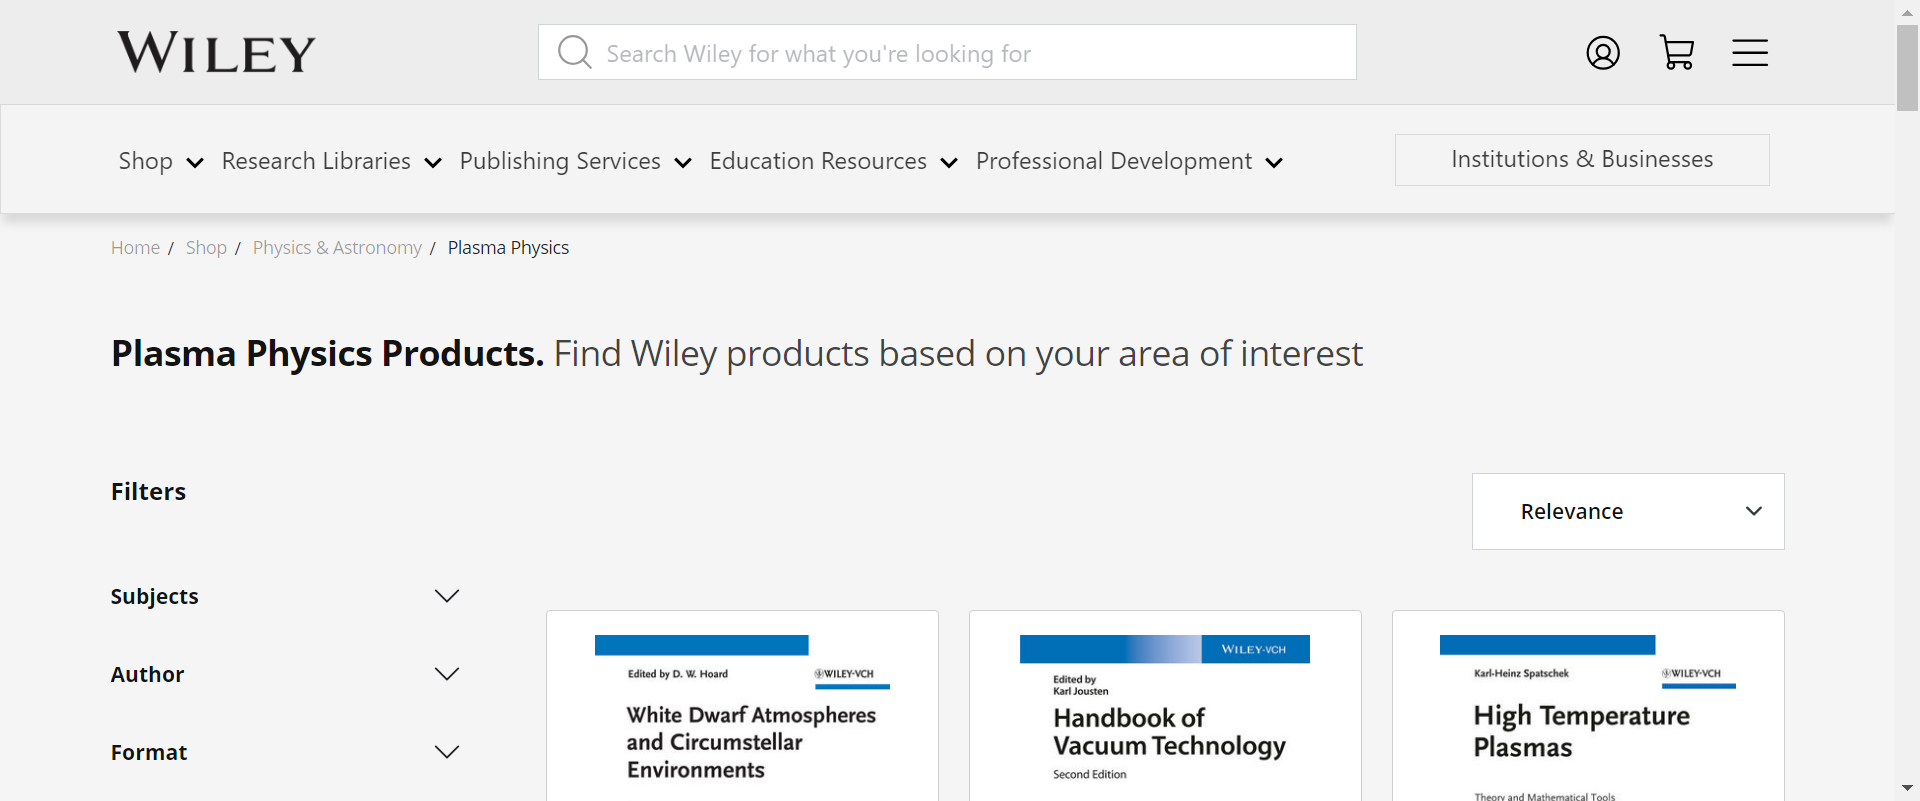 WILEY
Search Wiley for what you're looking for
Shop Research Libraries Publishing Services Education Resources Professional Development Institutions & Businesses
Home / Shop / Physics & Astronomy / Plasma Physics
Plasma Physics Products. Find Wiley products based on your area of interest
Filters
Relevance
Subjects
Author
Format
Edited by D. W. Hoard
WILEY-VCH
White Dwarf Atmospheres
and Circumstellar
Environments
WILEY-VCH
Edited by
Karl Jousten
Handbook of
Vacuum Technology
Second Edition
Karl-Heinz Spatschek
WILEY-VCH
High Temperature
Plasmas
Theory and Mathematical Tools